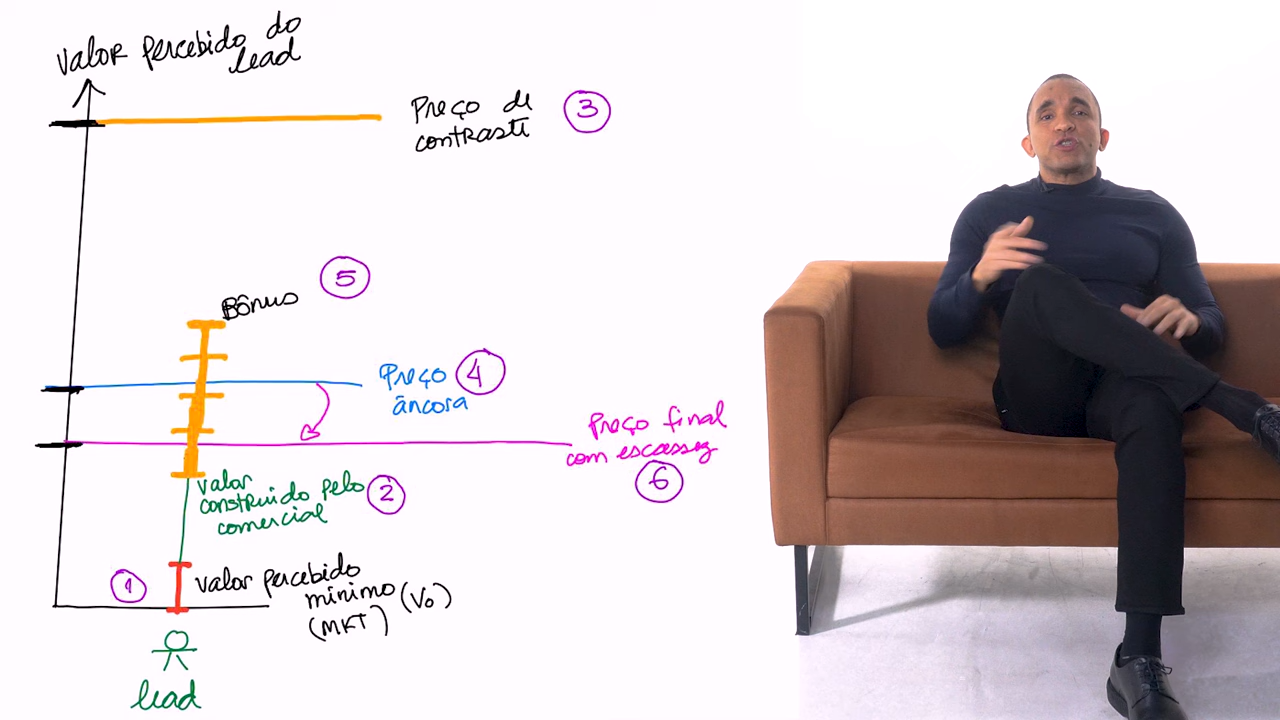 Valor percebido do
lead
Preço de
contraste
3
5
Bônus
Preço
4
âncora
Preço final
com escassez
6
valor
construído pelo
comercial
2
1
valor percebido
mínimo (V0)
(MKT)
lead